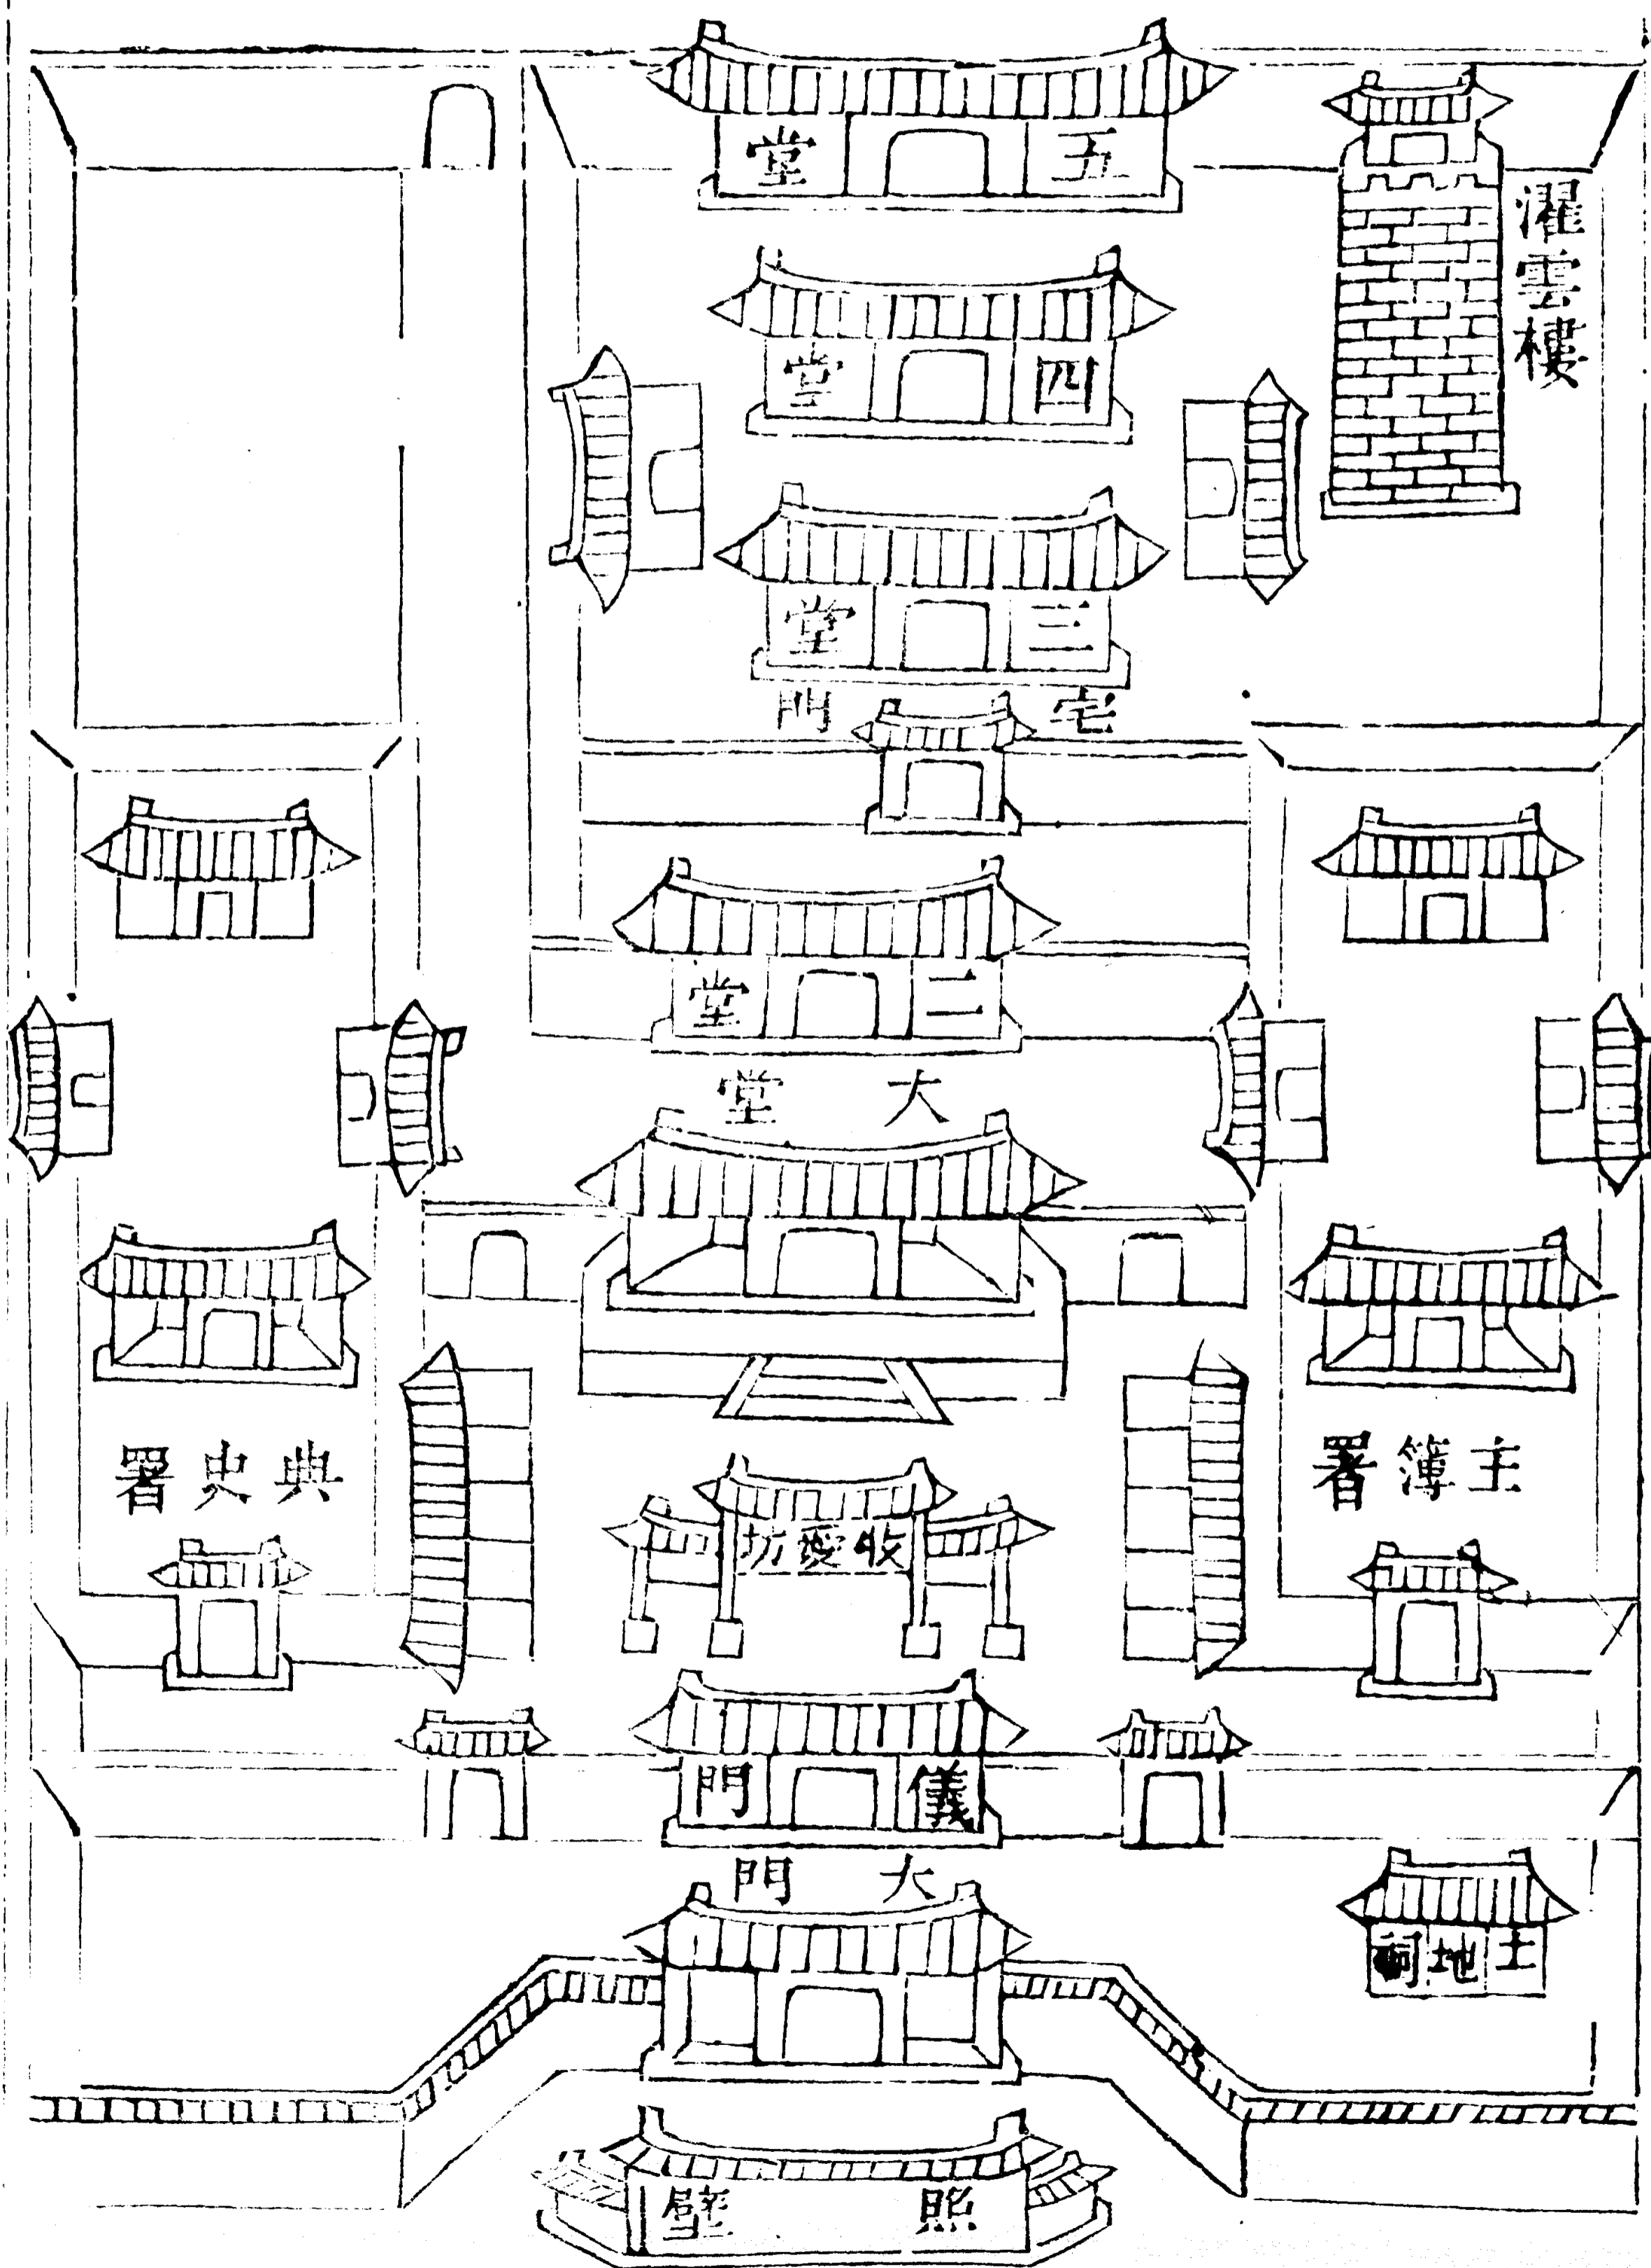 五堂
濯雲樓
四堂
三堂
宅門
二堂
大堂
主簿署
典史署
牧愛坊
儀門
大門
土地祠
照壁